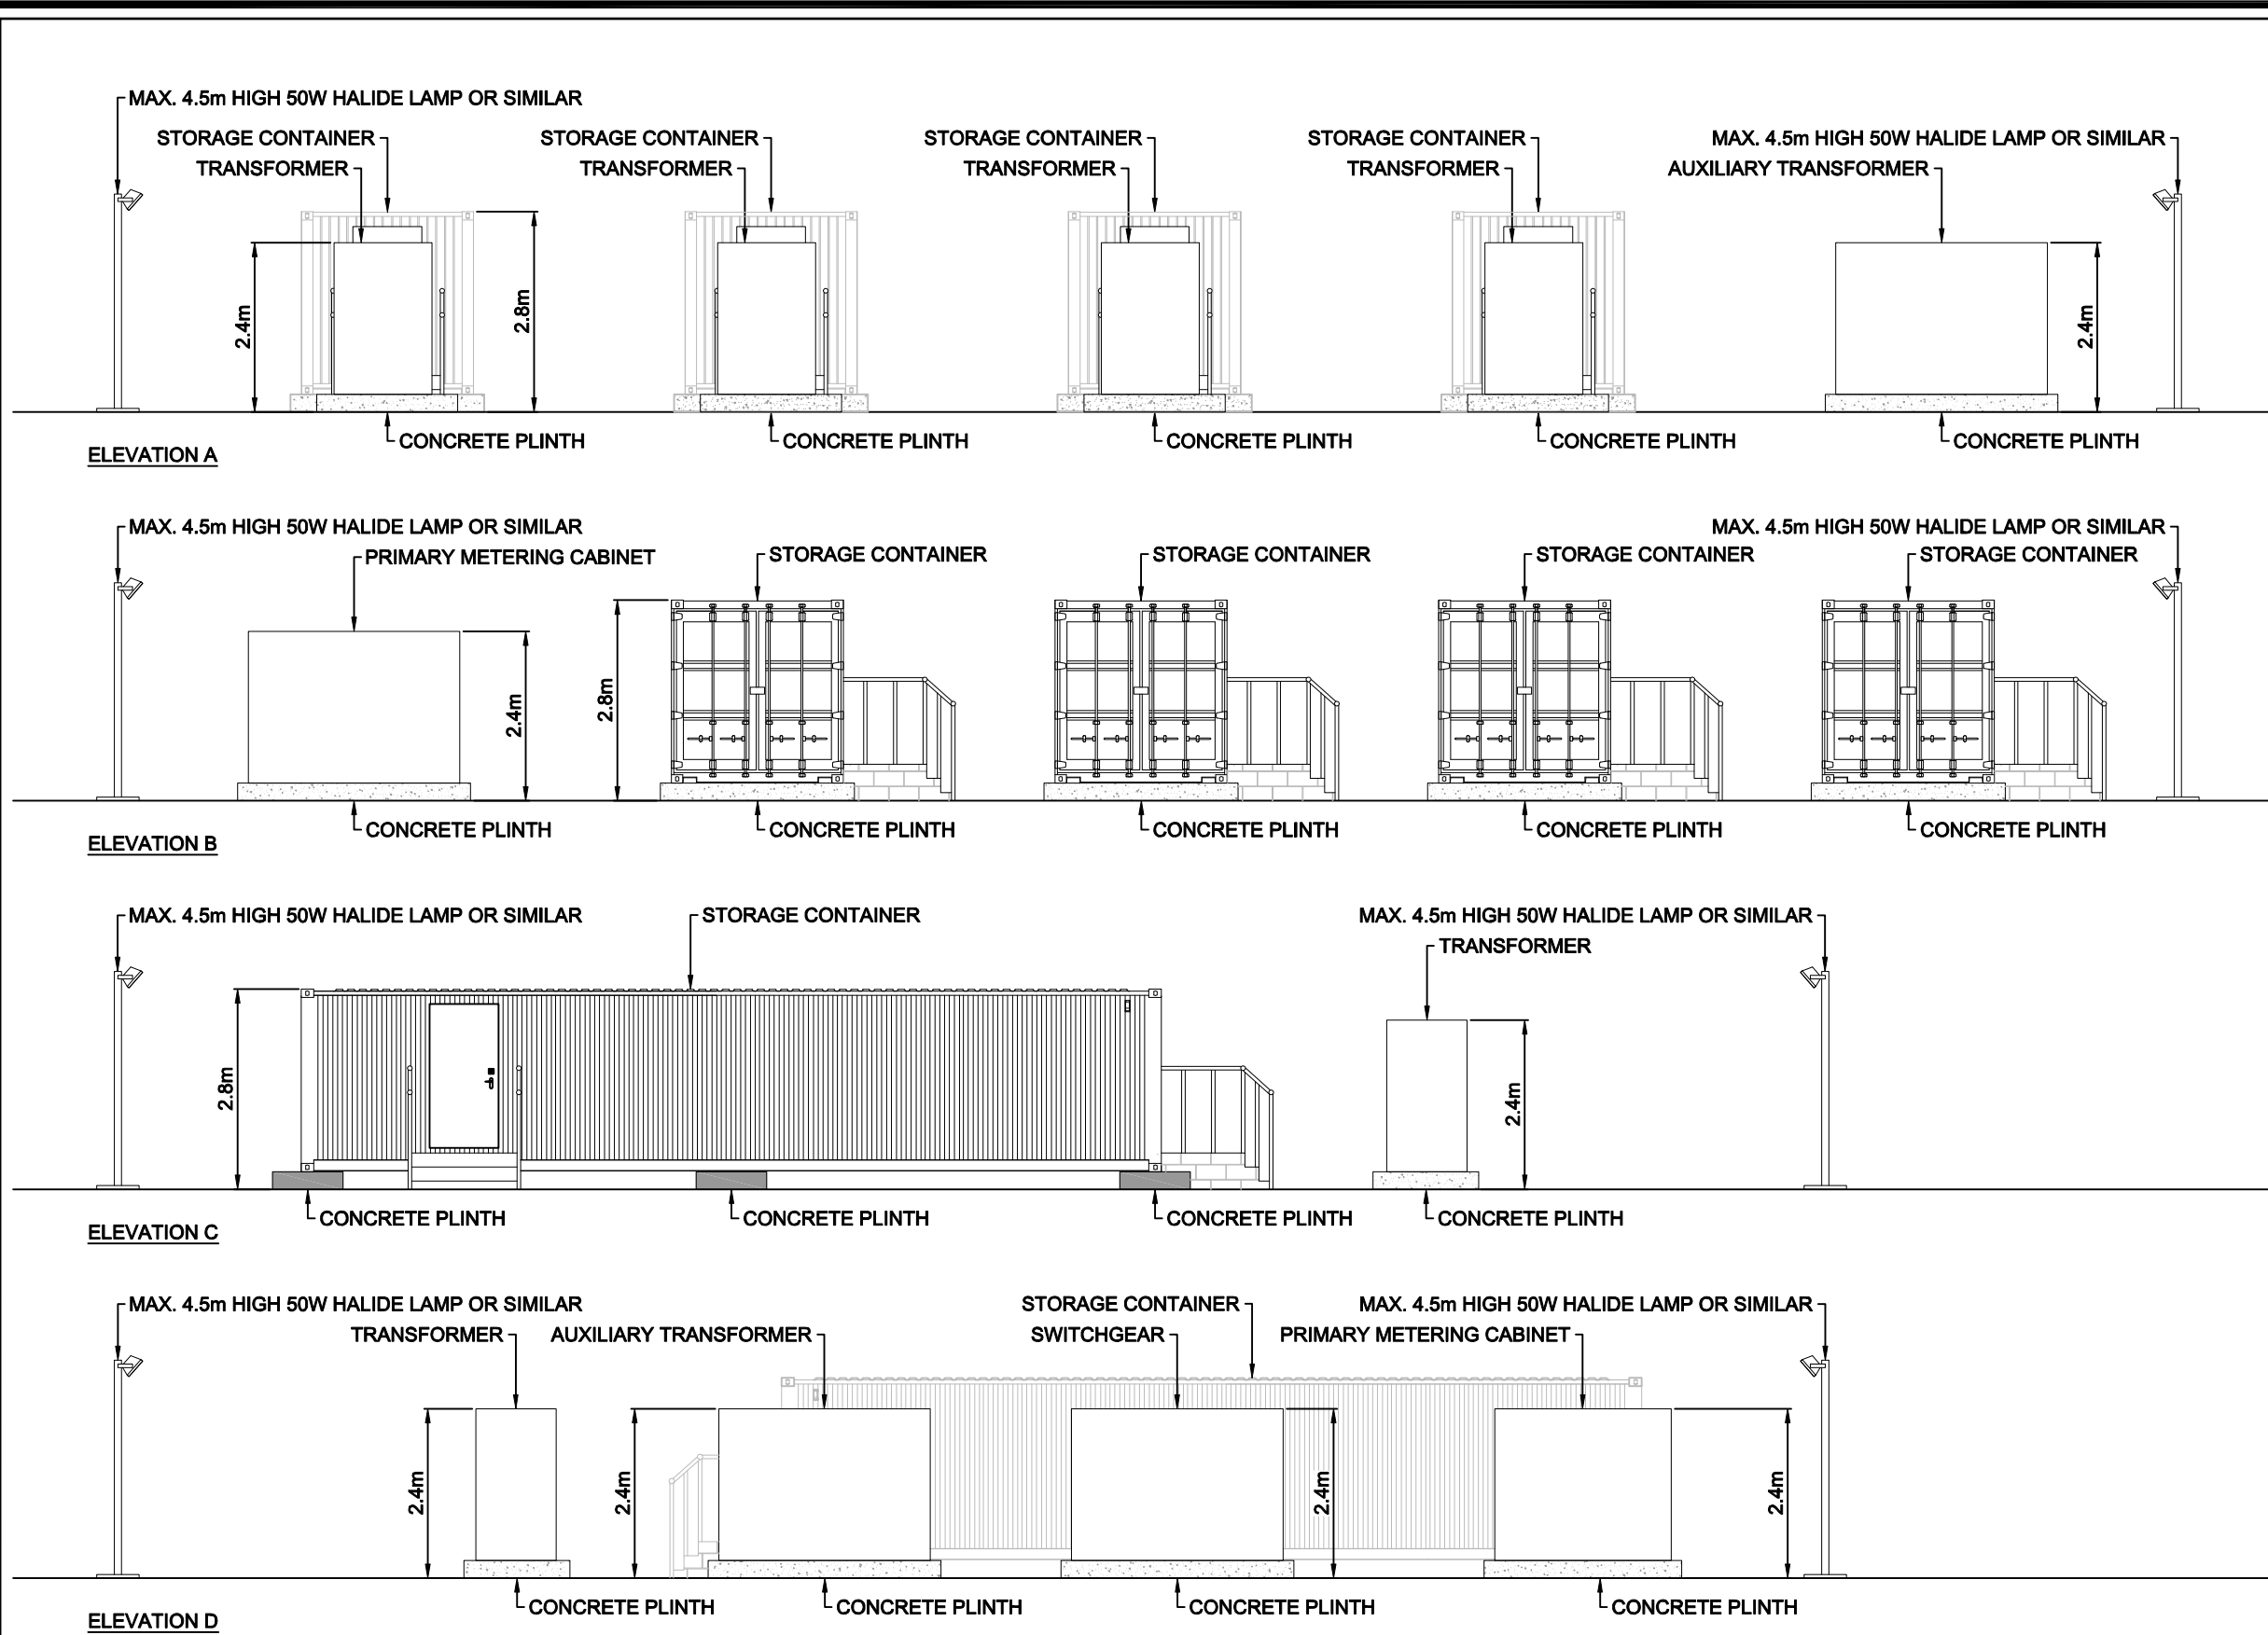 MAX. 4.5m HIGH 50W HALIDE LAMP OR SIMILAR
STORAGE CONTAINER
STORAGE CONTAINER
STORAGE CONTAINER
STORAGE CONTAINER
MAX. 4.5m HIGH 50W HALIDE LAMP OR SIMILAR
TRANSFORMER
TRANSFORMER
TRANSFORMER
TRANSFORMER
AUXILIARY TRANSFORMER
2.4m
2.8m
2.4m
CONCRETE PLINTH
CONCRETE PLINTH
CONCRETE PLINTH
CONCRETE PLINTH
CONCRETE PLINTH
ELEVATION A
MAX. 4.5m HIGH 50W HALIDE LAMP OR SIMILAR
MAX. 4.5m HIGH 50W HALIDE LAMP OR SIMILAR
PRIMARY METERING CABINET
STORAGE CONTAINER
STORAGE CONTAINER
STORAGE CONTAINER
STORAGE CONTAINER
2.4m
2.8m
CONCRETE PLINTH
CONCRETE PLINTH
CONCRETE PLINTH
CONCRETE PLINTH
CONCRETE PLINTH
ELEVATION B
MAX. 4.5m HIGH 50W HALIDE LAMP OR SIMILAR
STORAGE CONTAINER
MAX. 4.5m HIGH 50W HALIDE LAMP OR SIMILAR
TRANSFORMER
2.8m
2.4m
CONCRETE PLINTH
CONCRETE PLINTH
CONCRETE PLINTH
CONCRETE PLINTH
ELEVATION C
MAX. 4.5m HIGH 50W HALIDE LAMP OR SIMILAR
STORAGE CONTAINER
MAX. 4.5m HIGH 50W HALIDE LAMP OR SIMILAR
TRANSFORMER
AUXILIARY TRANSFORMER
SWITCHGEAR
PRIMARY METERING CABINET
2.4m
2.4m
2.4m
2.4m
CONCRETE PLINTH
CONCRETE PLINTH
CONCRETE PLINTH
CONCRETE PLINTH
ELEVATION D